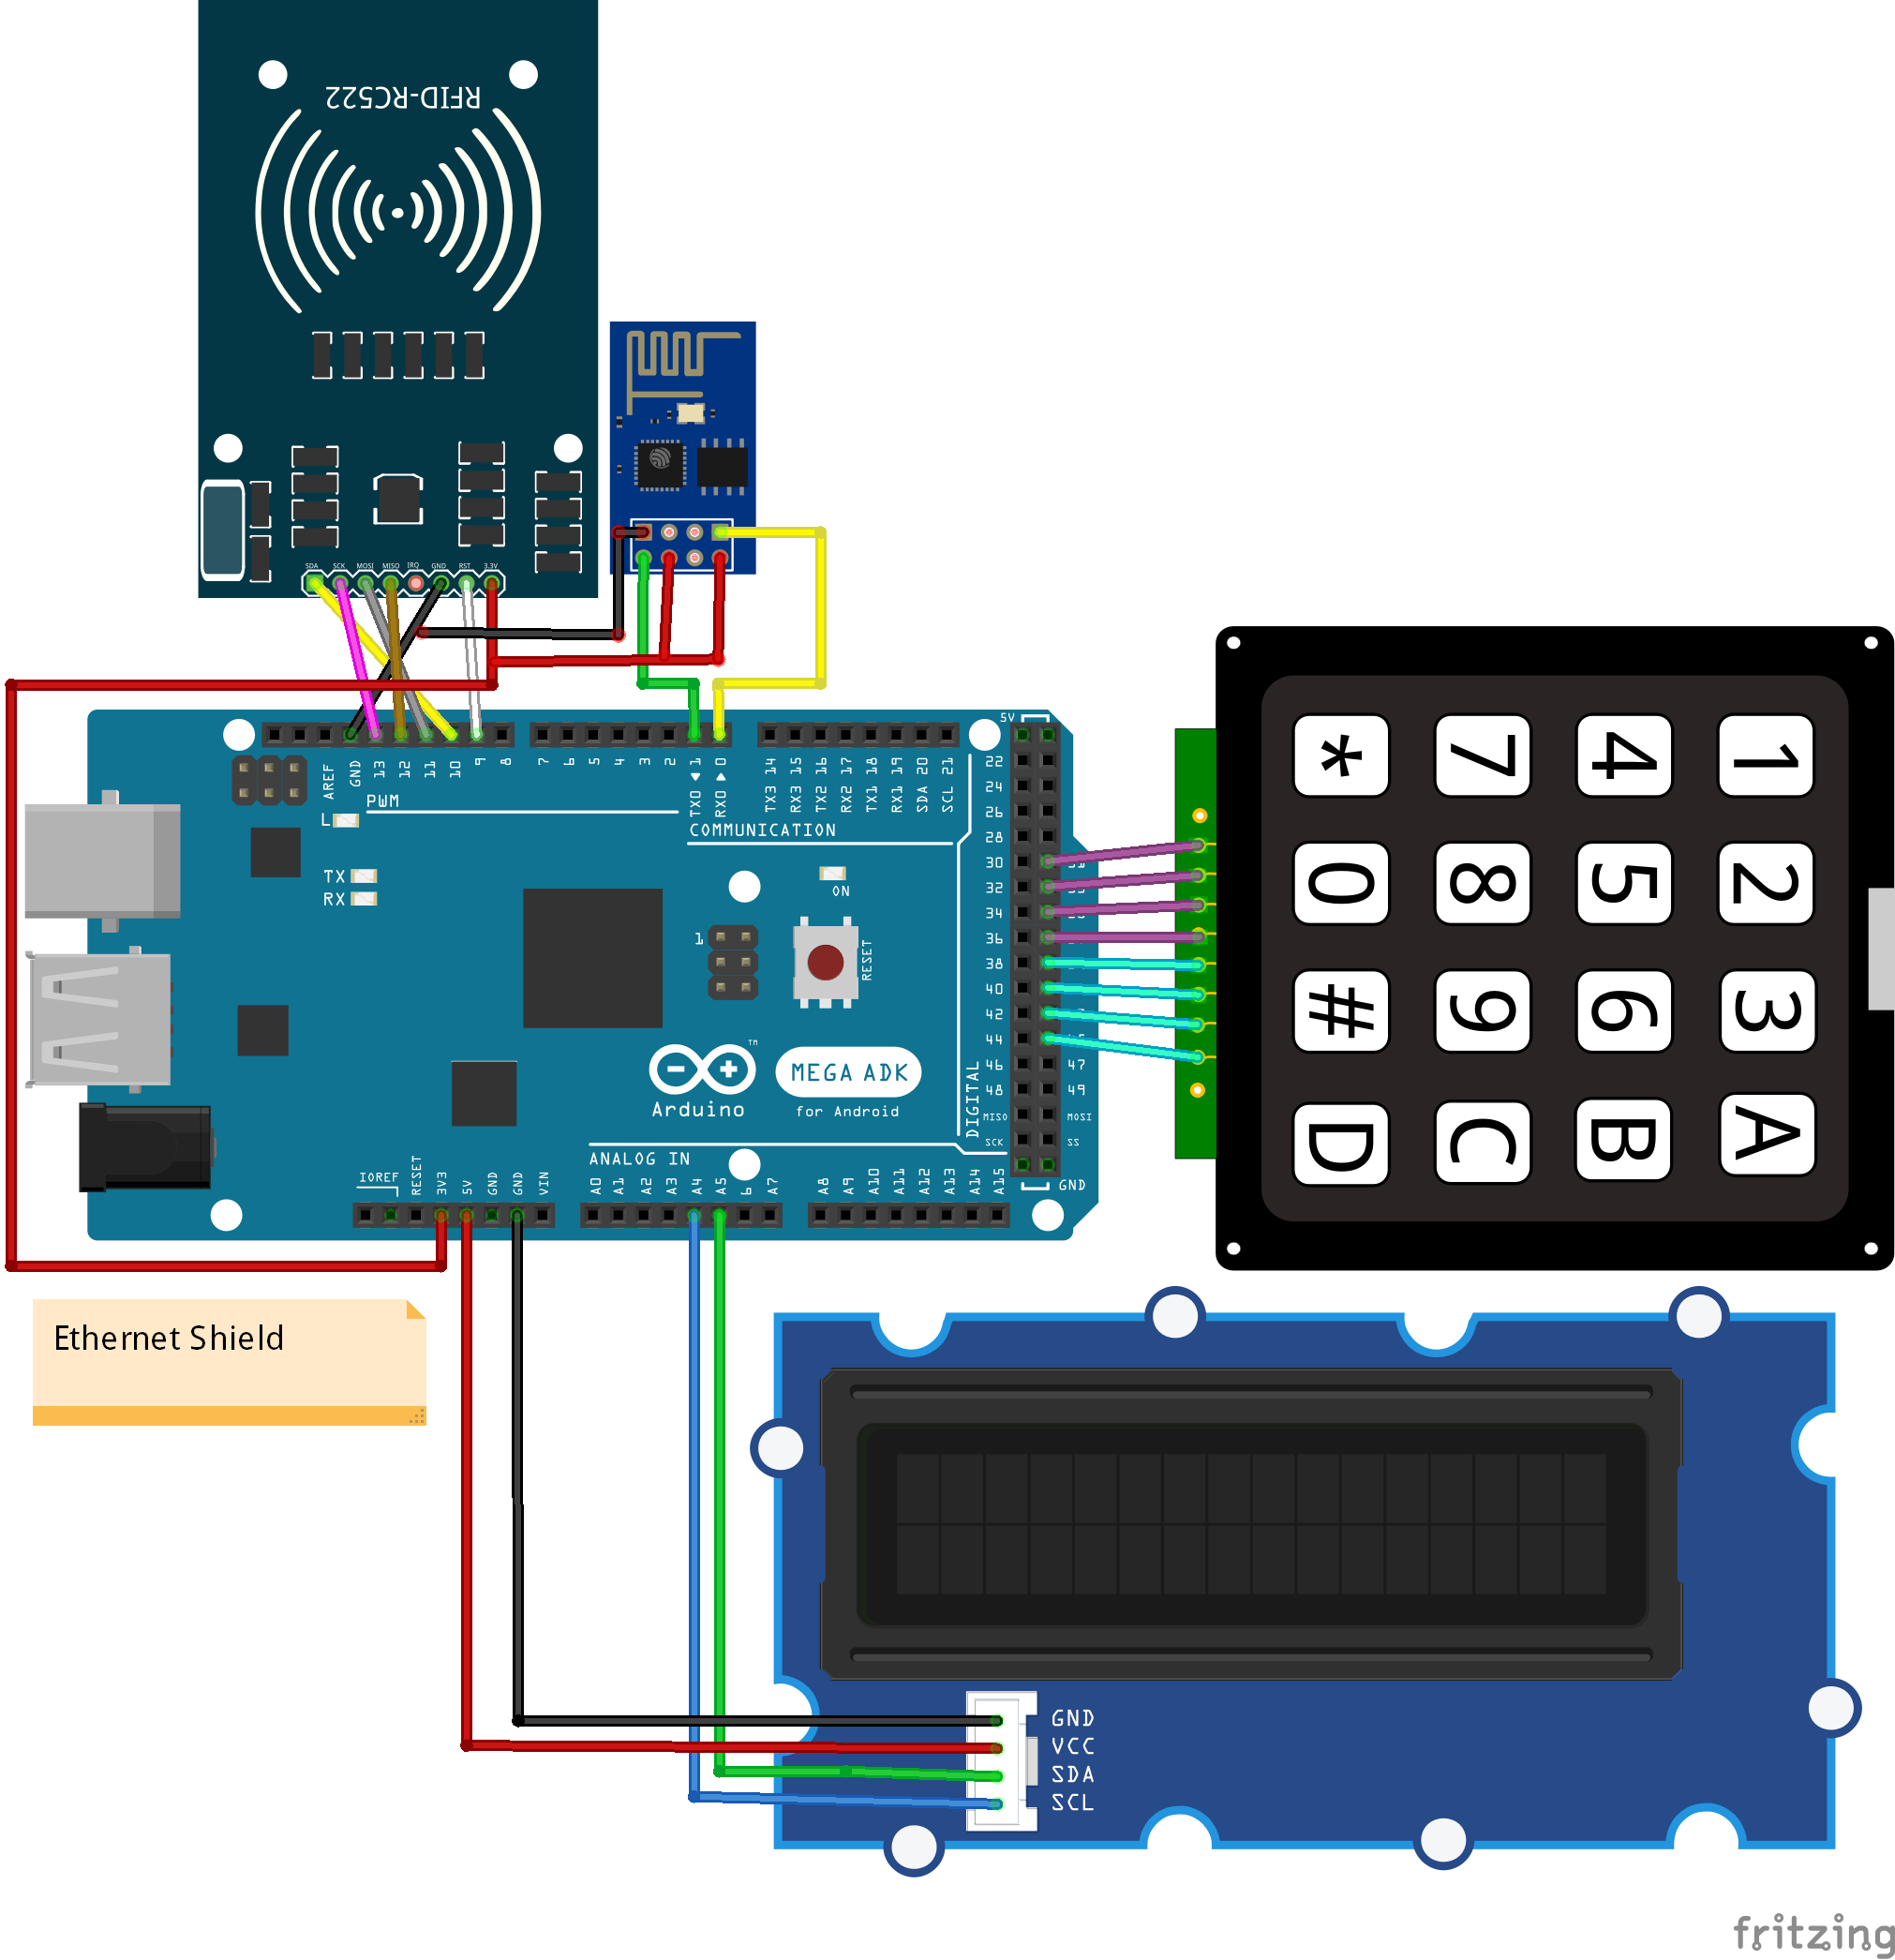 RFID-RC522
SDA SCK MOSI MISO IRQ GND RST 3.3V
AREF GND 13 12 11 10 9 8
7 6 5 4 3 2 TX0 1 RX0 0
TX3 14 RX3 15 TX2 16 RX2 17 TX1 18 RX1 19 SDA 20 SCL 21
5V
PWM
L
COMMUNICATION
TX
RX
ON
1
RESET
22
24
26
28
30
32
34
36
38
40
42
44
46 47
48 49
MISO MOSI
SCK SS
DIGITAL
GND
™
Arduino
MEGA ADK
for Android
ANALOG IN
IOREF RESET 3V3 5V GND GND VIN
A0 A1 A2 A3 A4 A5 6 A7
A8 A9 A10 A11 A12 A13 A14 A15
* 7 4 1
0 8 5 2
# 9 6 3
D C B A
Ethernet Shield
GND
VCC
SDA
SCL
fritzing